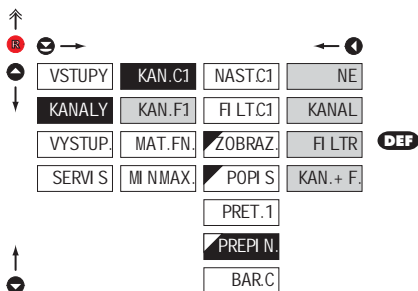 R
VSTUPY KAN.C1 NAST.C1 NE
KANALY KAN.F1 FILT.C1 KANAL
VYSTUP. MAT.FN. ZOBRAZ. FILTR DEF
SERVIS MINMAX. POPIS KAN.+ F.
PRET.1
PREPIN.
BAR.C